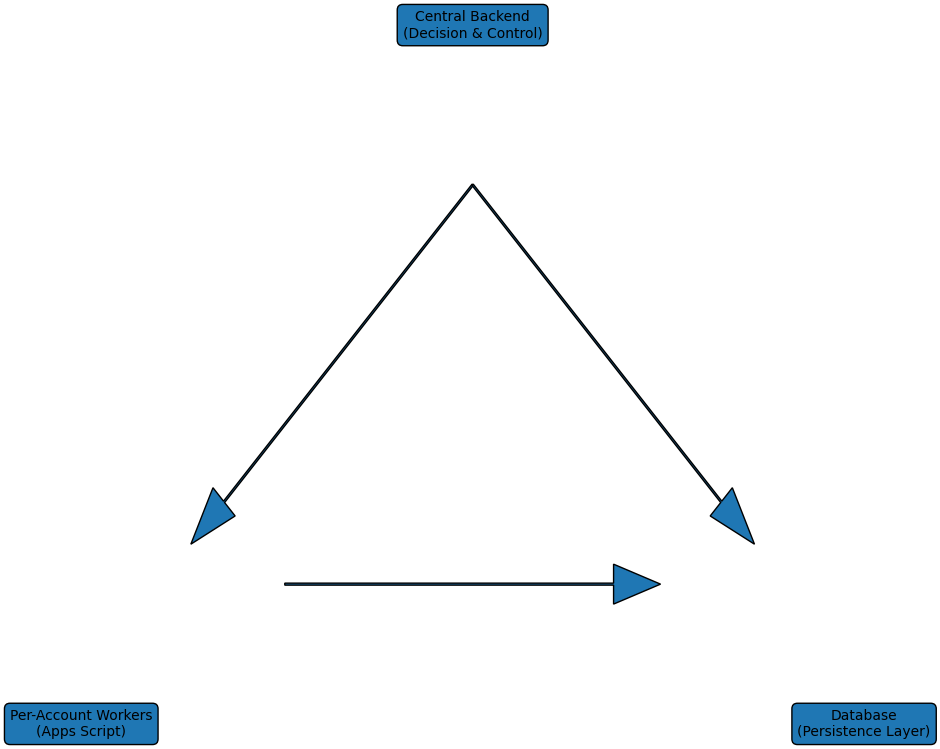 Central Backend
(Decision & Control)
Per-Account Workers
(Apps Script)
Database
(Persistence Layer)